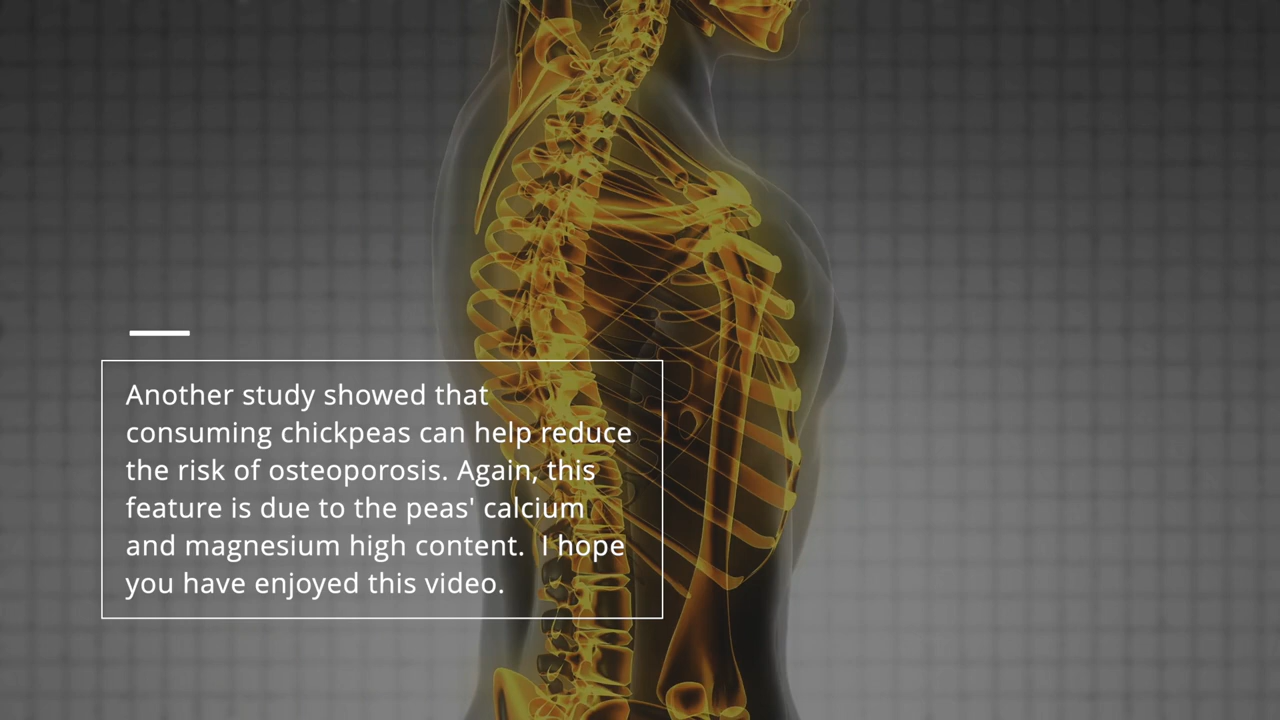 Another study showed that
consuming chickpeas can help reduce
the risk of osteoporosis. Again, this
feature is due to the peas' calcium
and magnesium high content.  I hope
you have enjoyed this video.